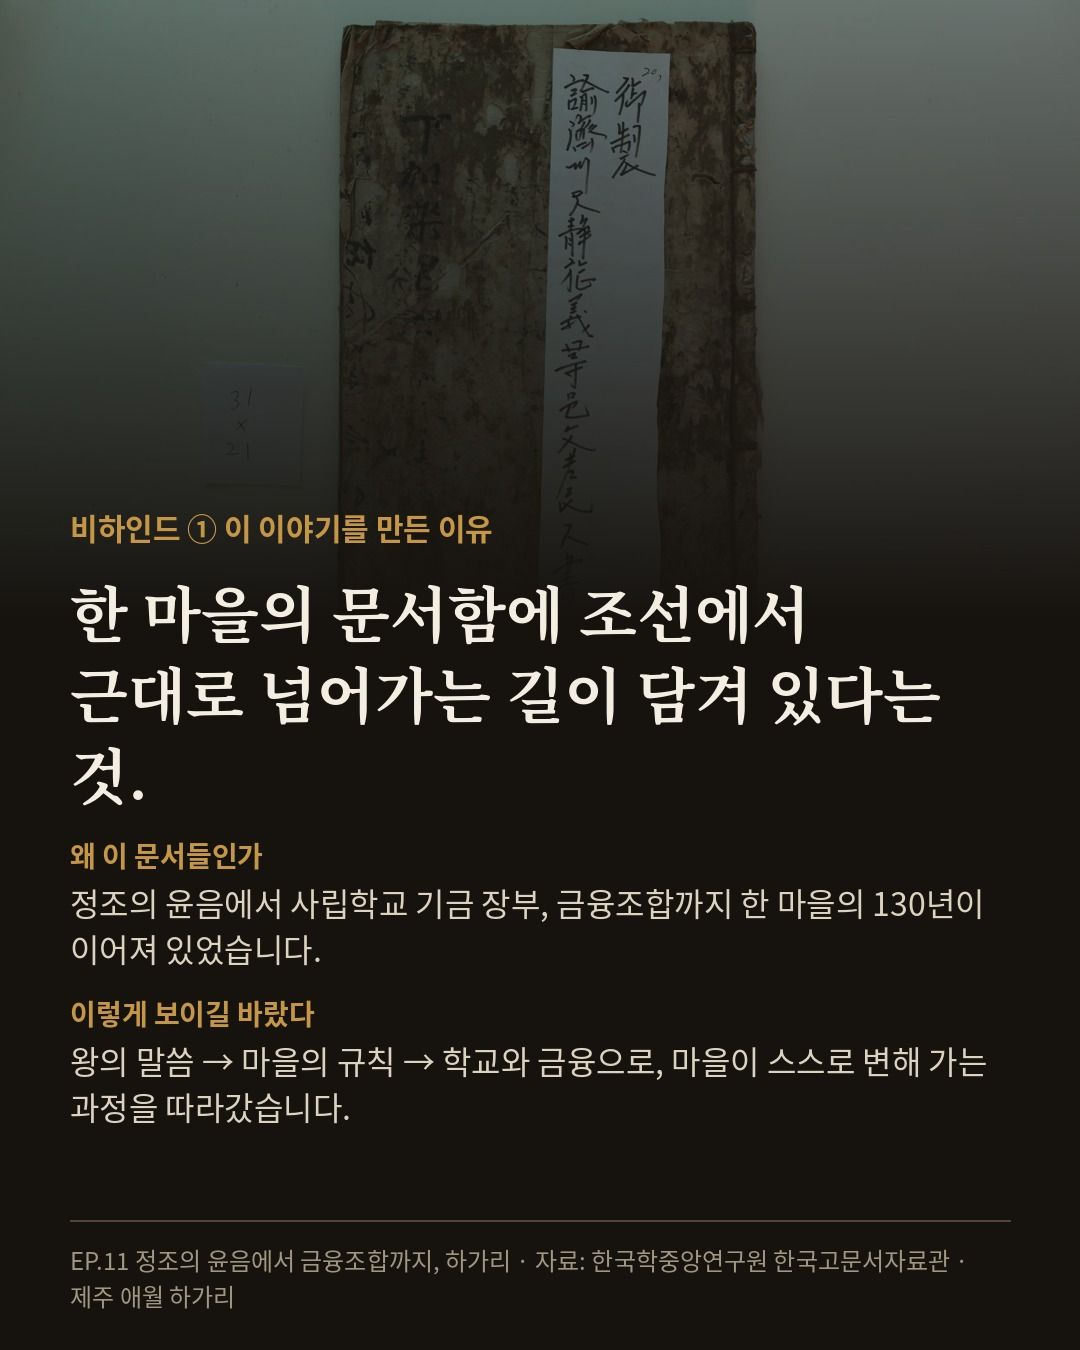 御制
諭濟州大靜旌義等邑父老民人書
20,
31
×
21
비하인드 ① 이 이야기를 만든 이유
한 마을의 문서함에 조선에서
근대로 넘어가는 길이 담겨 있다는
것.
왜 이 문서들인가
정조의 윤음에서 사립학교 기금 장부, 금융조합까지 한 마을의 130년이
이어져 있었습니다.
이렇게 보이길 바랐다
왕의 말씀 → 마을의 규칙 → 학교와 금융으로, 마을이 스스로 변해 가는
과정을 따라갔습니다.
EP.11 정조의 윤음에서 금융조합까지, 하가리 · 자료: 한국학중앙연구원 한국고문서자료관 ·
제주 애월 하가리